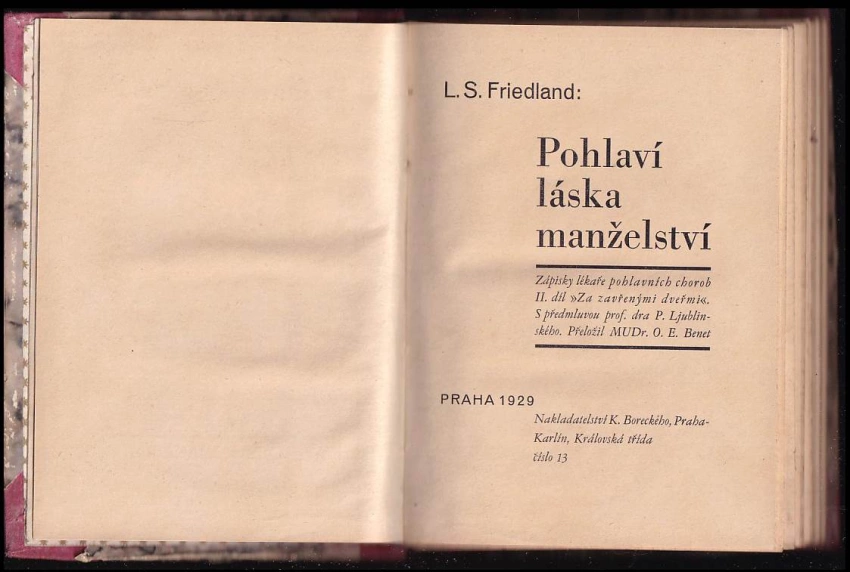 L. S. Friedland:
Pohlaví
láska
manželství
Zápisky lékaře pohlavních chorob
II. díl »Za zavřenými dveřmi«.
S předmluvou prof. dra P. Ljublin-
ského. Přeložil MUDr. O. E. Benet
PRAHA 1929
Nakladatelství K. Boreckého, Praha-
Karlín, Královská třída
číslo 13